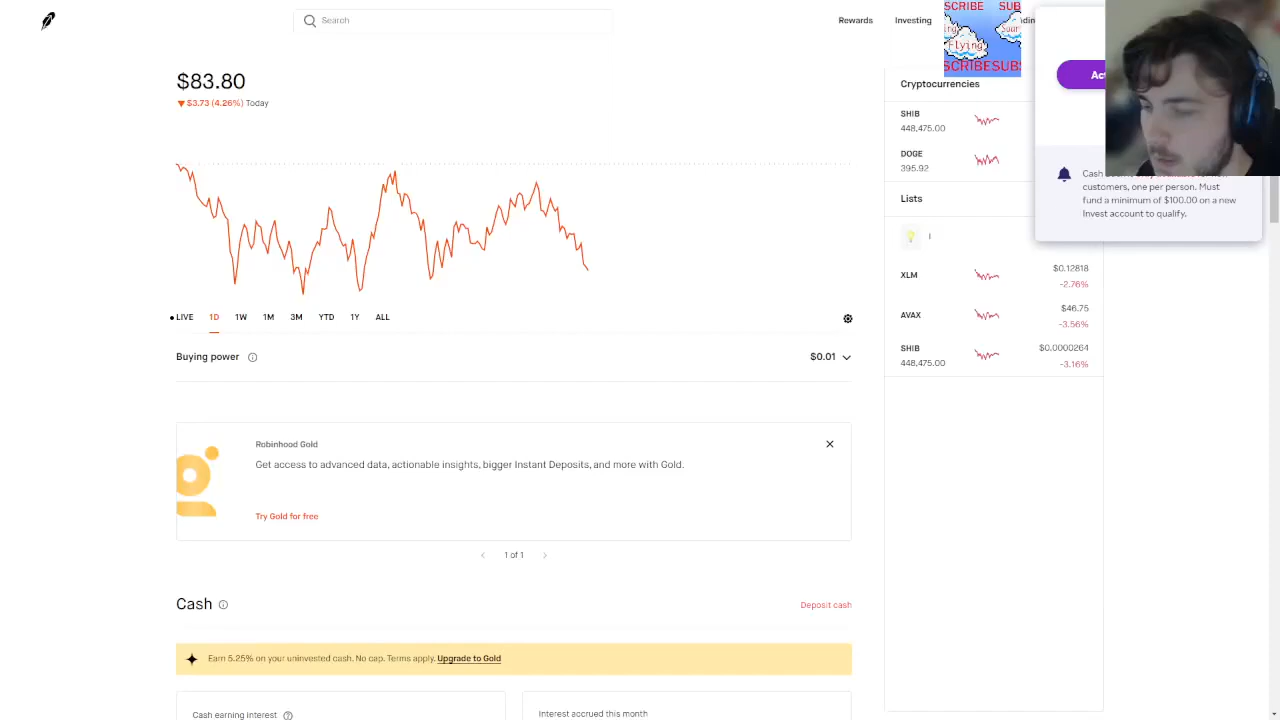 Search
Rewards
Investing
SCRIBE SUB
Flying
SCRIBESUBS
$83.80
$3.73 (4.26%) Today
Cryptocurrencies
SHIB
448,475.00
DOGE
395.92
Lists
XLM
$0.12818
-2.76%
AVAX
$46.75
-3.56%
SHIB
448,475.00
$0.0000264
-3.16%
Cash
customers, one per person. Must
fund a minimum of $100.00 on a new
Invest account to qualify.
LIVE 1D 1W 1M 3M YTD 1Y ALL
Buying power
$0.01
Robinhood Gold
Get access to advanced data, actionable insights, bigger Instant Deposits, and more with Gold.
Try Gold for free
1 of 1
Cash
Deposit cash
Earn 5.25% on your uninvested cash. No cap. Terms apply. Upgrade to Gold
Cash earning interest
Interest accrued this month